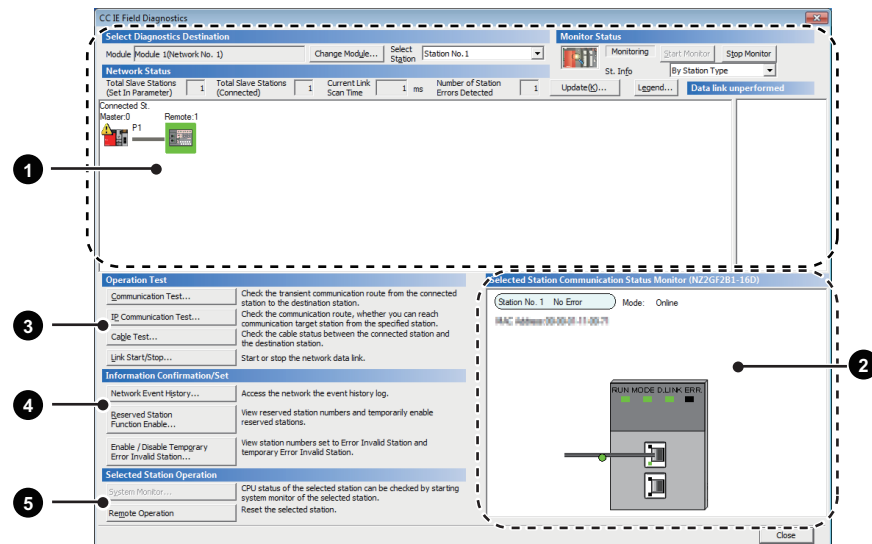 CC IE Field Diagnostics
Select Diagnostics Destination
Monitor Status
Module Module 1(Network No. 1) Change Module... Select Station Station No.1
Monitoring Start Monitor Stop Monitor
St. Info By Station Type
Network Status
Total Slave Stations (Set In Parameter) 1 Total Slave Stations (Connected) 1 Current Link Scan Time 1 ms Number of Station Errors Detected 1
Update(K)... Legend... Data link unperformed
Connected St.
Master:0 Remote:1
P1
1
Operation Test
Communication Test... Check the transient communication route from the connected station to the destination station.
IP Communication Test... Check the communication route, whether you can reach communication target station from the specified station.
Cable Test... Check the cable status between the connected station and the destination station.
Link Start/Stop... Start or stop the network data link.
3
Information Confirmation/Set
Network Event History... Access the network the event history log.
Reserved Station Function Enable... View reserved station numbers and temporarily enable reserved stations.
Enable / Disable Temporary Error Invalid Station... View station numbers set to Error Invalid Station and temporary Error Invalid Station.
4
Selected Station Operation
System Monitor... CPU status of the selected station can be checked by starting system monitor of the selected station.
Remote Operation Reset the selected station.
5
Selected Station Communication Status Monitor (NZ2GF2B1-16D)
Station No. 1 No Error Mode: Online
MAC Address:
RUN MODE D.LINK ERR.
2
Close